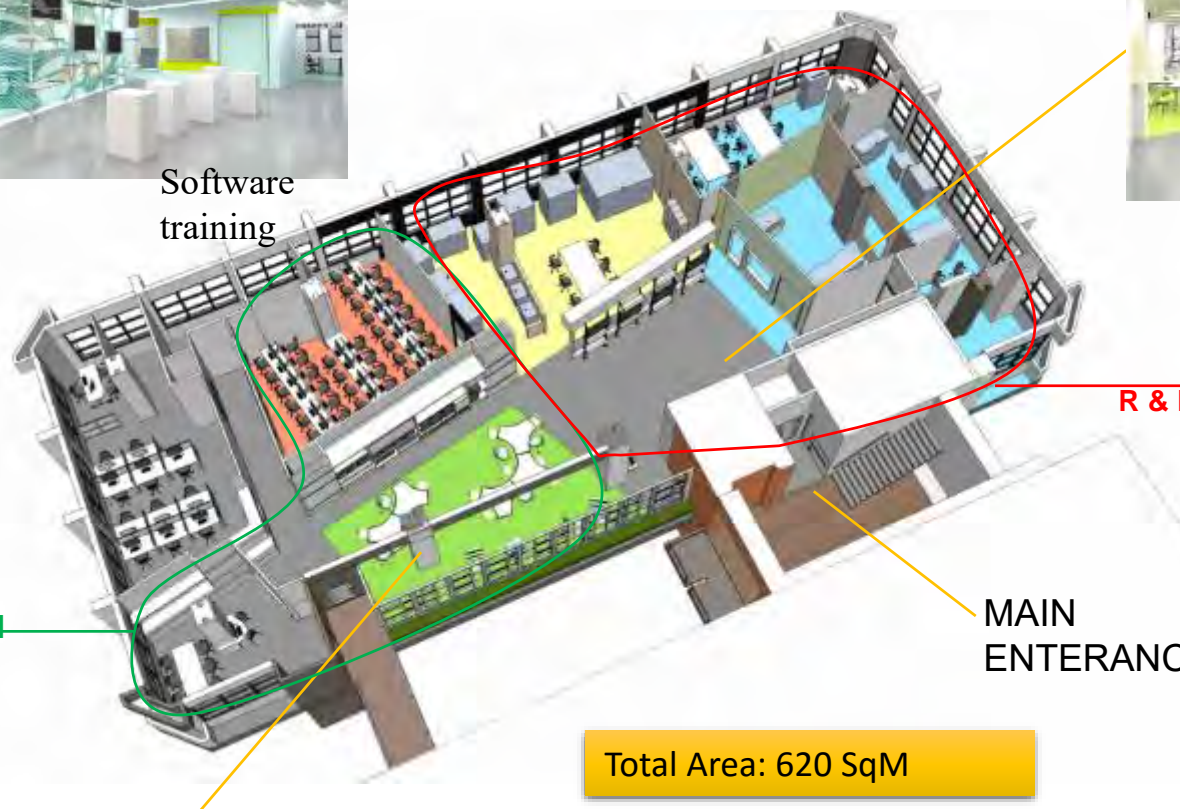 Software
training
R &
MAIN
ENTERANC
Total Area: 620 SqM